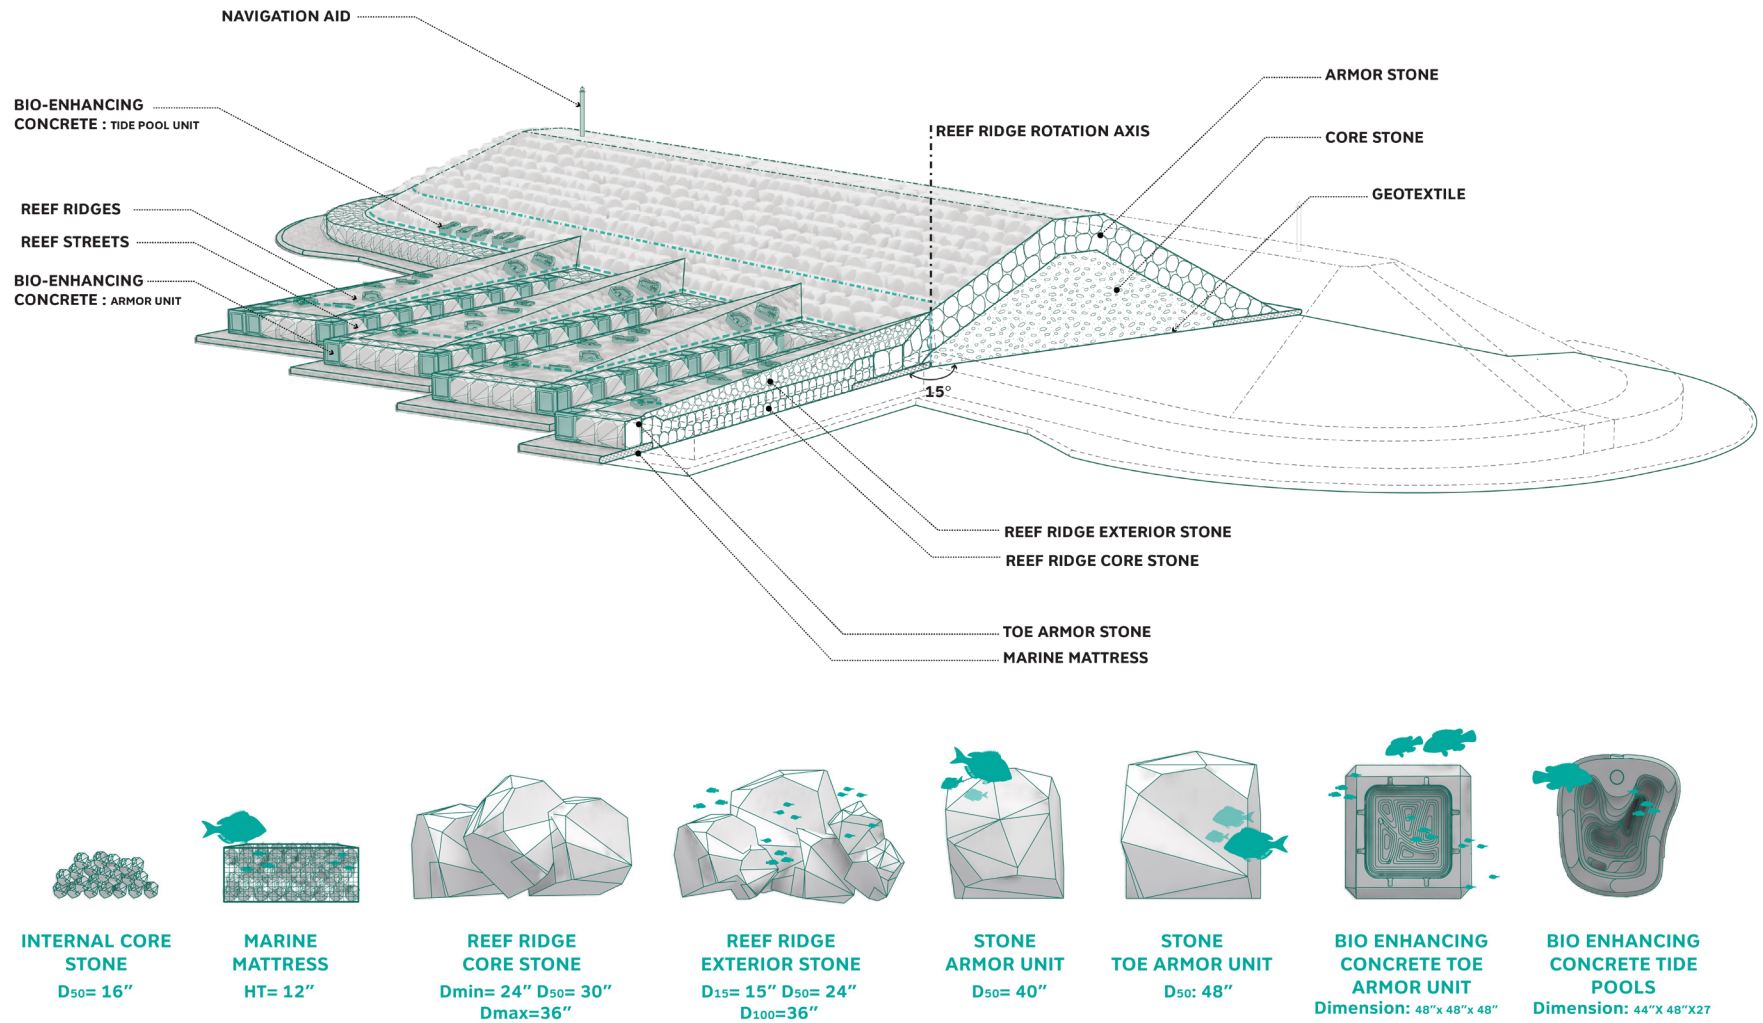 NAVIGATION AID
BIO-ENHANCING
CONCRETE : TIDE POOL UNIT
REEF RIDGES
REEF STREETS
BIO-ENHANCING
CONCRETE : ARMOR UNIT
REEF RIDGE ROTATION AXIS
ARMOR STONE
CORE STONE
GEOTEXTILE
15°
REEF RIDGE EXTERIOR STONE
REEF RIDGE CORE STONE
TOE ARMOR STONE
MARINE MATTRESS
INTERNAL CORE
STONE
D50= 16”
MARINE
MATTRESS
HT= 12”
REEF RIDGE
CORE STONE
Dmin= 24” D50= 30”
Dmax=36”
REEF RIDGE
EXTERIOR STONE
D15= 15” D50= 24”
D100=36”
STONE
ARMOR UNIT
D50= 40”
STONE
TOE ARMOR UNIT
D50: 48”
BIO ENHANCING
CONCRETE TOE
ARMOR UNIT
Dimension: 48”x 48”x 48”
BIO ENHANCING
CONCRETE TIDE
POOLS
Dimension: 44”X 48”X27